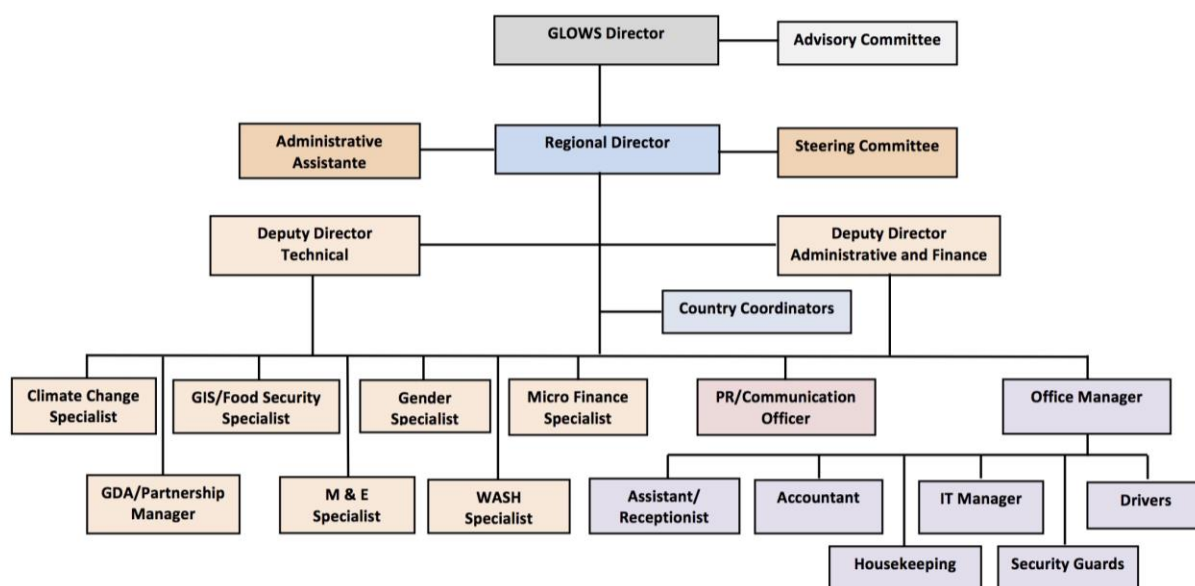 GLOWS Director
Advisory Committee
Administrative
Assistante
Regional Director
Steering Committee
Deputy Director
Technical
Deputy Director
Administrative and Finance
Country Coordinators
Climate Change
Specialist
GIS/Food Security
Specialist
Gender
Specialist
Micro Finance
Specialist
PR/Communication
Officer
Office Manager
GDA/Partnership
Manager
M & E
Specialist
WASH
Specialist
Assistant/
Receptionist
Accountant
IT Manager
Drivers
Housekeeping
Security Guards